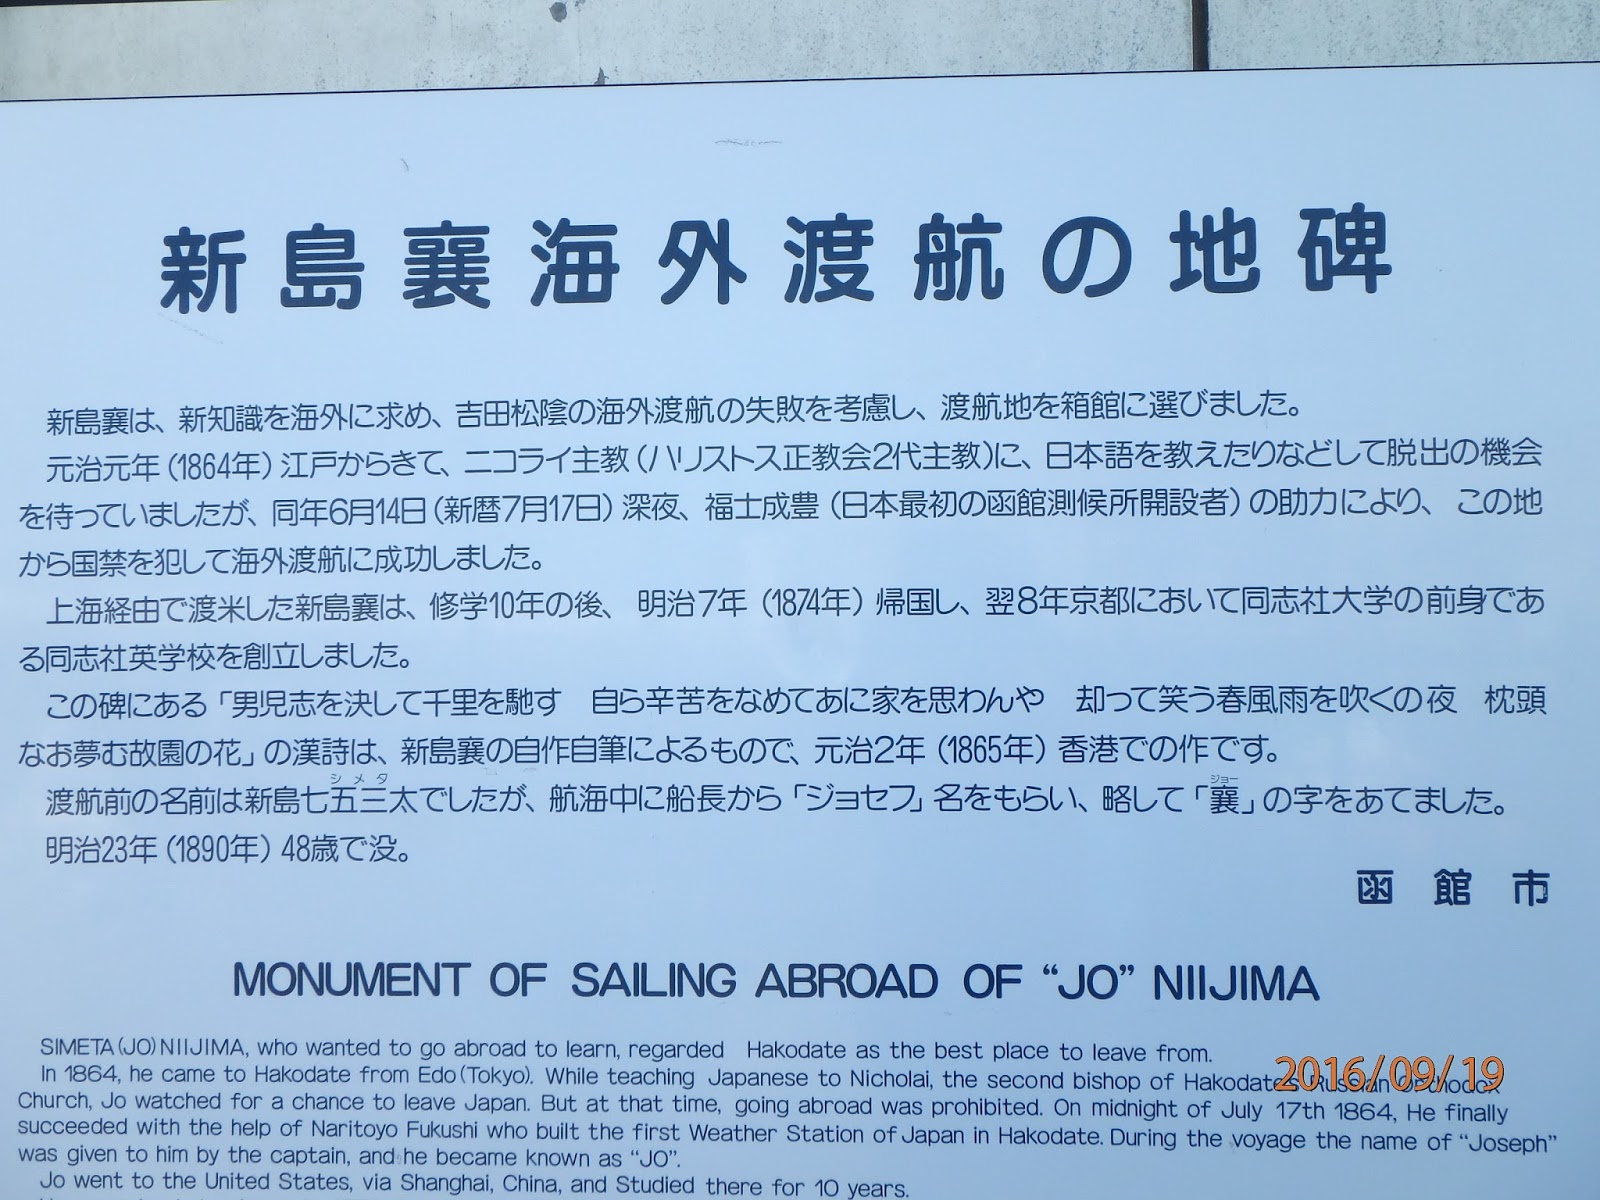 新島襄海外渡航の地碑
新島襄は、新知識を海外に求め、吉田松陰の海外渡航の失敗を考慮し、渡航地を箱館に選びました。
元治元年(1864年)江戸からきて、ニコライ主教(ハリストス正教会2代主教)に、日本語を教えたりなどして脱出の機会
を待っていましたが、同年6月14日(新暦7月17日)深夜、福士成豊(日本最初の函館測候所開設者)の助力により、この地
から国禁を犯して海外渡航に成功しました。
上海経由で渡米した新島襄は、修学10年の後、明治7年(1874年)帰国し、翌8年京都において同志社大学の前身であ
る同志社英学校を創立しました。
この碑にある「男児志を決して千里を馳す 自ら辛苦をなめてあに家を思わんや 却って笑う春風雨を吹くの夜 枕頭
なお夢む故園の花」の漢詩は、新島襄の自作自筆によるもので、元治2年(1865年)香港での作です。
シメタ ジョー
渡航前の名前は新島七五三太でしたが、航海中に船長から「ジョセフ」名をもらい、略して「襄」の字をあてました。
明治23年(1890年)48歳で没。
函館市
MONUMENT OF SAILING ABROAD OF “JO” NIIJIMA
SIMETA(JO)NIIJIMA, who wanted to go abroad to learn, regarded Hakodate as the best place to leave from.
In 1864, he came to Hakodate from Edo(Tokyo). While teaching Japanese to Nicholai, the second bishop of Hakodate's Russian Orthodox
2016/09/19
Church, Jo watched for a chance to leave Japan. But at that time, going abroad was prohibited. On midnight of July 17th 1864, He finally
succeeded with the help of Naritoyo Fukushi who built the first Weather Station of Japan in Hakodate. During the voyage the name of “Joseph”
was given to him by the captain, and he became known as “JO”.
Jo went to the United States, via Shanghai, China, and Studied there for 10 years.